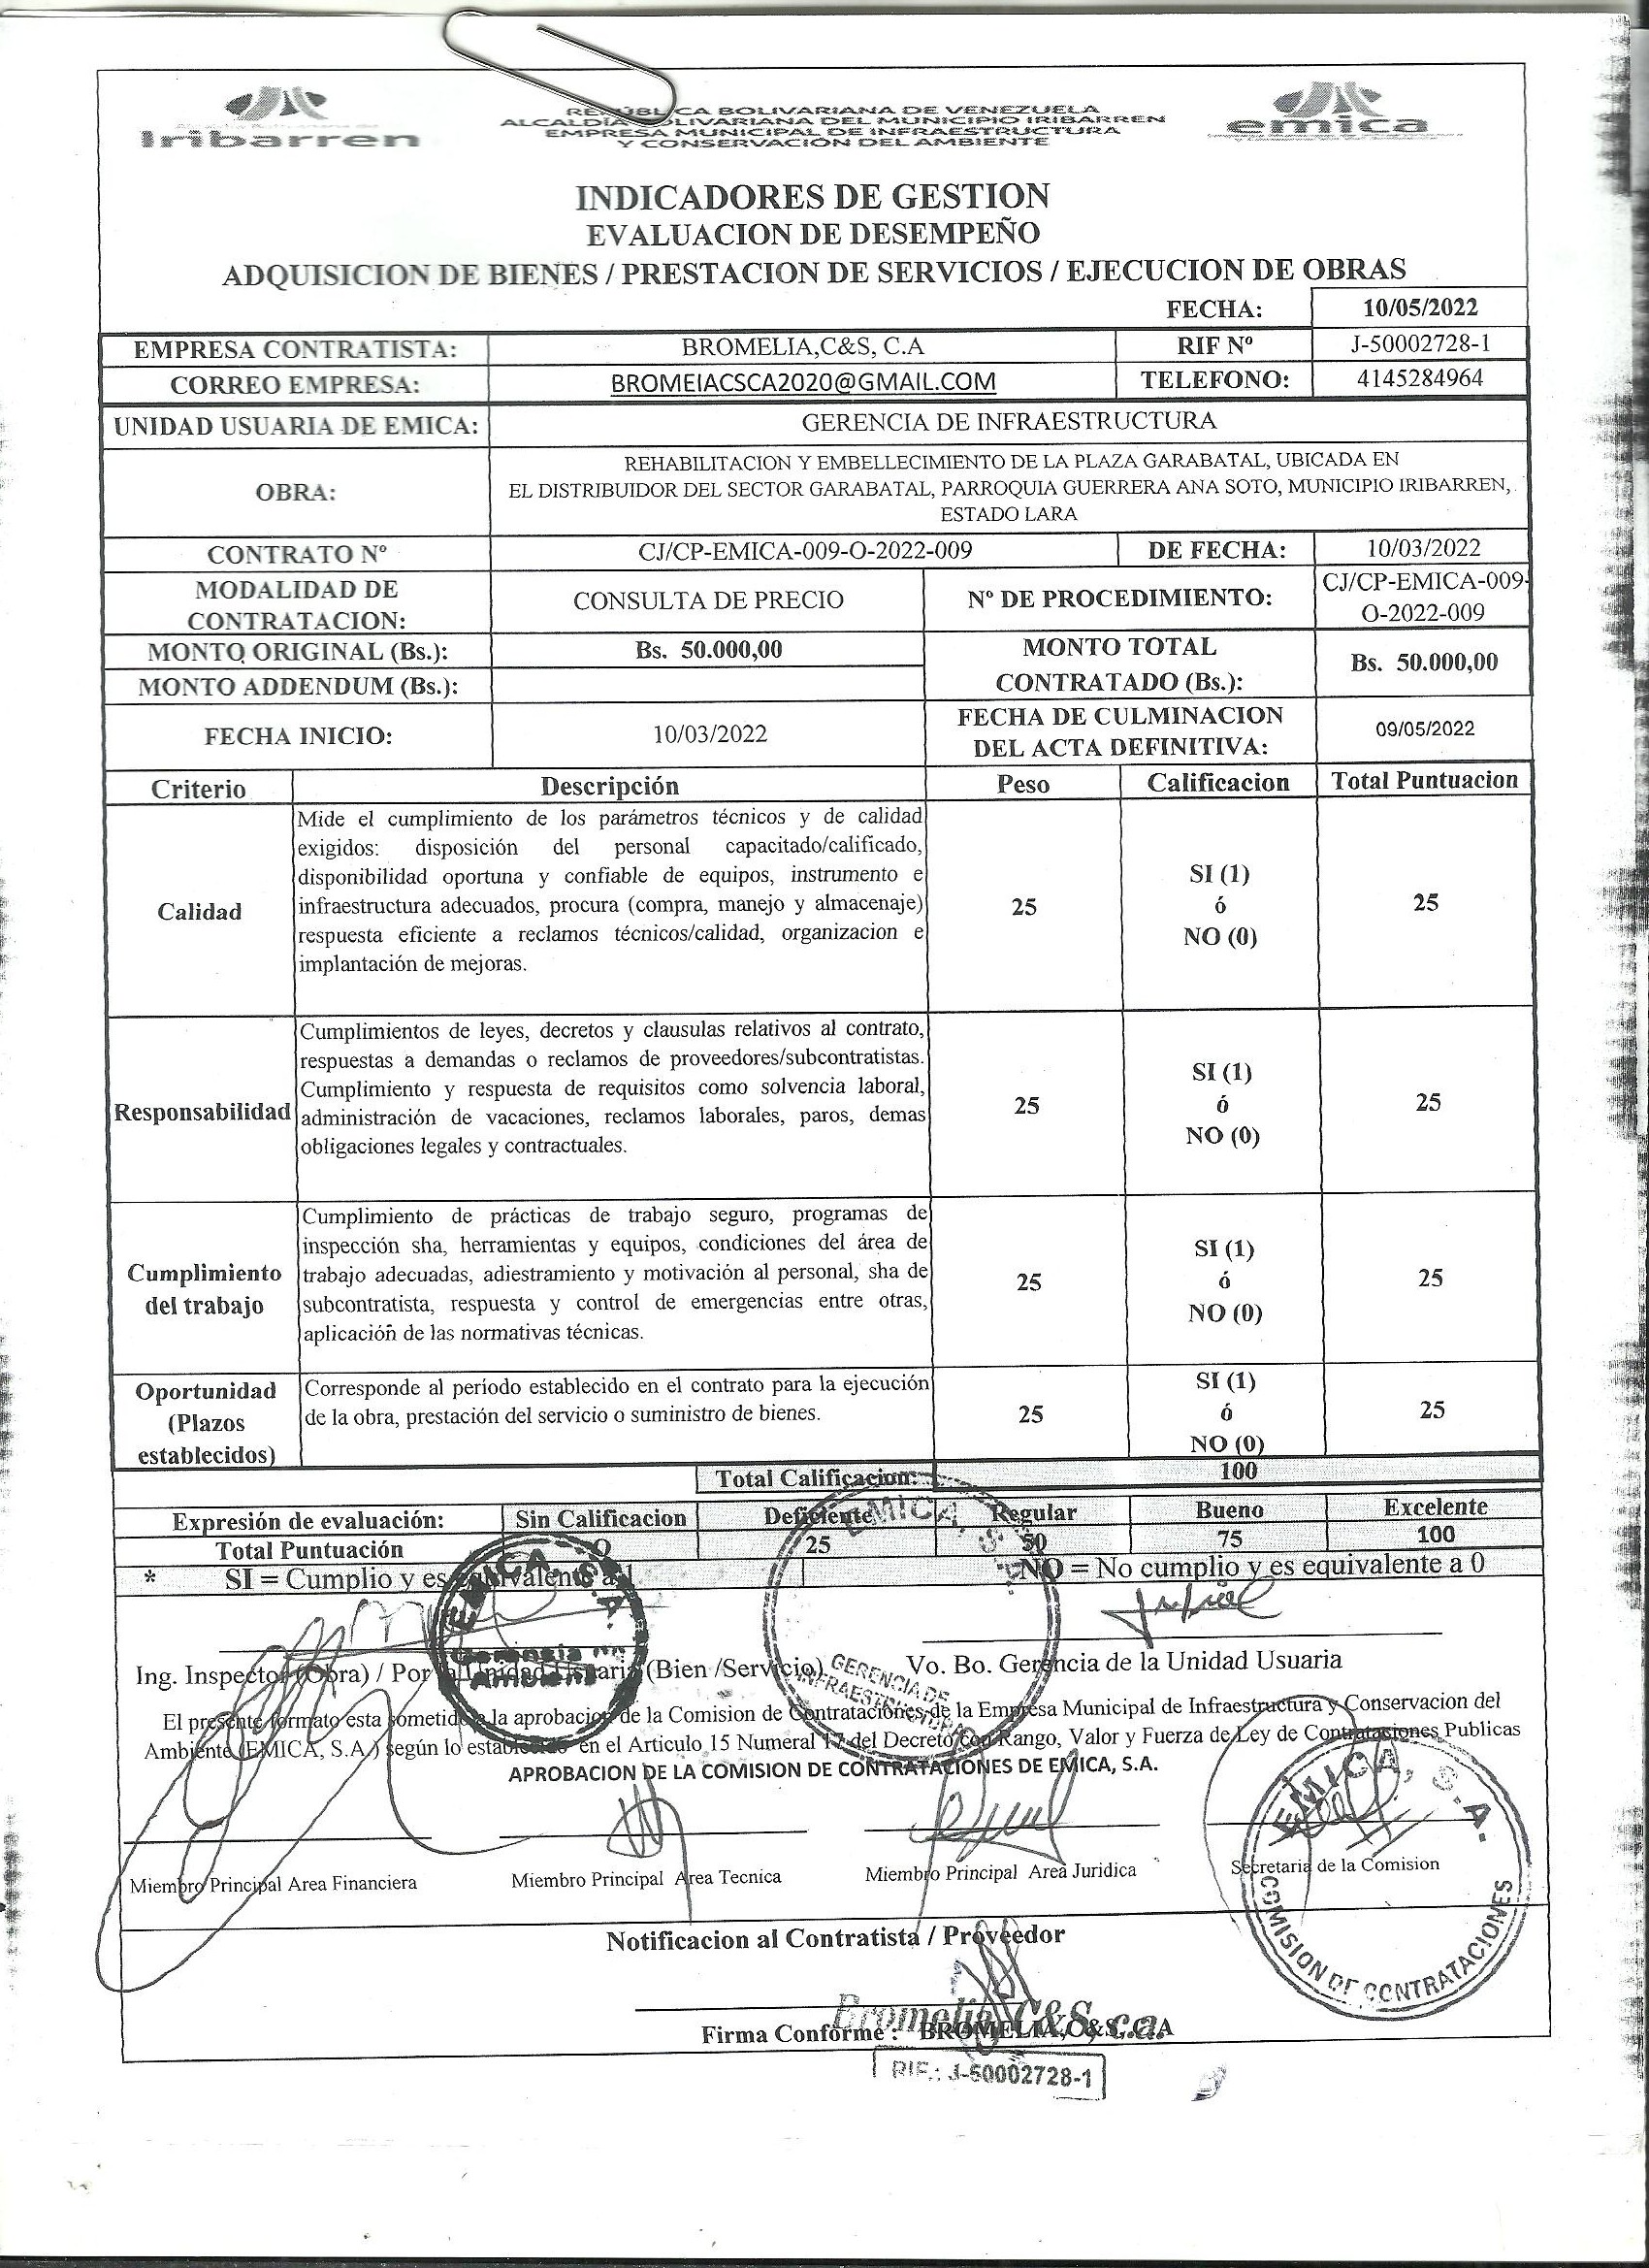 Iribarren
REPÚBLICA BOLIVARIANA DE VENEZUELA
ALCALDÍA BOLIVARIANA DEL MUNICIPIO IRIBARREN
EMPRESA MUNICIPAL DE INFRAESTRUCTURA
Y CONSERVACION DEL AMBIENTE
emica
INDICADORES DE GESTION
EVALUACION DE DESEMPEÑO
ADQUISICION DE BIENES / PRESTACION DE SERVICIOS / EJECUCION DE OBRAS
FECHA: 10/05/2022
EMPRESA CONTRATISTA: BROMELIA,C&S, C.A RIF Nº J-50002728-1
CORREO EMPRESA: BROMEIACSCA2020@GMAIL.COM TELEFONO: 4145284964
UNIDAD USUARIA DE EMICA: GERENCIA DE INFRAESTRUCTURA
OBRA:
REHABILITACION Y EMBELLECIMIENTO DE LA PLAZA GARABATAL, UBICADA EN
EL DISTRIBUIDOR DEL SECTOR GARABATAL, PARROQUIA GUERRERA ANA SOTO, MUNICIPIO IRIBARREN,
ESTADO LARA
CONTRATO Nº CJ/CP-EMICA-009-O-2022-009 DE FECHA: 10/03/2022
MODALIDAD DE
CONTRATACION:
CONSULTA DE PRECIO
Nº DE PROCEDIMIENTO:
CJ/CP-EMICA-009-
O-2022-009
MONTO ORIGINAL (Bs.): Bs. 50.000,00
MONTO ADDENDUM (Bs.):
MONTO TOTAL
CONTRATADO (Bs.):
Bs. 50.000,00
FECHA INICIO: 10/03/2022
FECHA DE CULMINACION
DEL ACTA DEFINITIVA:
09/05/2022
Criterio Descripción Peso Calificacion Total Puntuacion
Calidad
Mide el cumplimiento de los parámetros técnicos y de calidad
exigidos: disposición del personal capacitado/calificado,
disponibilidad oportuna y confiable de equipos, instrumento e
infraestructura adecuados, procura (compra, manejo y almacenaje)
respuesta eficiente a reclamos técnicos/calidad, organizacion e
implantación de mejoras.
25
SI (1)
ó
NO (0)
25
Responsabilidad
Cumplimientos de leyes, decretos y clausulas relativos al contrato,
respuestas a demandas o reclamos de proveedores/subcontratistas.
Cumplimiento y respuesta de requisitos como solvencia laboral,
administración de vacaciones, reclamos laborales, paros, demas
obligaciones legales y contractuales.
25
SI (1)
ó
NO (0)
25
Cumplimiento
del trabajo
Cumplimiento de prácticas de trabajo seguro, programas de
inspección sha, herramientas y equipos, condiciones del área de
trabajo adecuadas, adiestramiento y motivación al personal, sha de
subcontratista, respuesta y control de emergencias entre otras,
aplicación de las normativas técnicas.
25
SI (1)
ó
NO (0)
25
Oportunidad
(Plazos
establecidos)
Corresponde al período establecido en el contrato para la ejecución
de la obra, prestación del servicio o suministro de bienes.
25
SI (1)
ó
NO (0)
25
Total Calificacion: 100
Expresión de evaluación: Sin Calificacion Deficiente Regular Bueno Excelente
Total Puntuación 0 25 50 75 100
* SI = Cumplio y es equivalente a 1 NO = No cumplio y es equivalente a 0
EMICA, S.A.
Gerencia
Ambiente
EMICA, S.A.
GERENCIA DE
INFRAESTRUCTURA
Ing. Inspector (Obra) / Por la Unidad Usuaria (Bien /Servicio) Vo. Bo. Gerencia de la Unidad Usuaria
El presente formato esta sometido a la aprobacion de la Comision de Contrataciones de la Empresa Municipal de Infraestructura y Conservacion del
Ambiente (EMICA, S.A.) según lo establecido en el Articulo 15 Numeral 17 del Decreto con Rango, Valor y Fuerza de Ley de Contrataciones Publicas
APROBACION DE LA COMISION DE CONTRATACIONES DE EMICA, S.A.
Miembro Principal Area Financiera Miembro Principal Area Tecnica Miembro Principal Area Juridica Secretaria de la Comision
EMICA, S.A.
COMISION DE CONTRATACIONES
Notificacion al Contratista / Proveedor
Bromelia C&S, c.a.
Firma Conforme : BROMELIA,C&S, C.A
RIF.: J-50002728-1